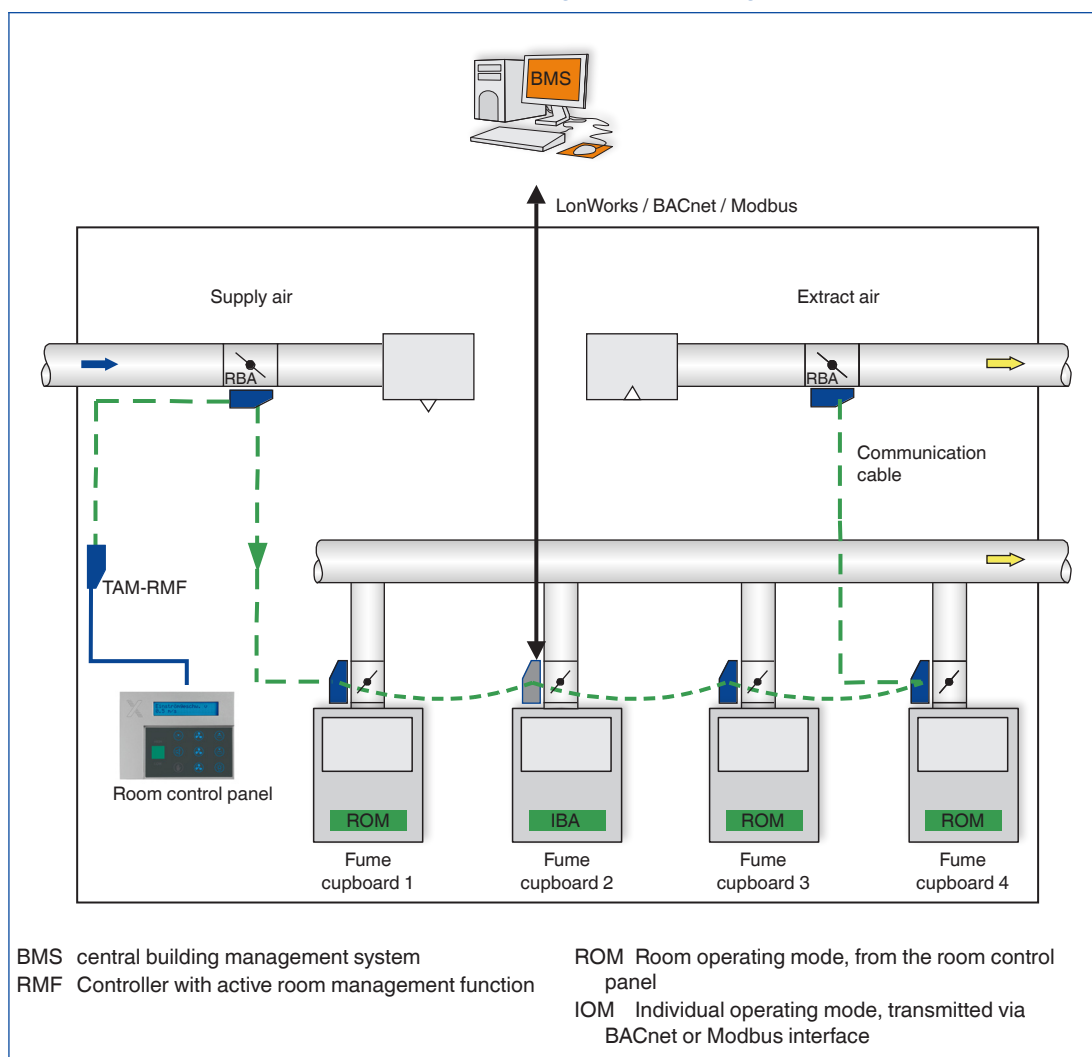 BMS
LonWorks / BACnet / Modbus
Supply air
Extract air
RBA
RBA
Communication
cable
TAM-RMF
Room control panel
ROM
IBA
ROM
ROM
Fume
cupboard 1
Fume
cupboard 2
Fume
cupboard 3
Fume
cupboard 4
BMS central building management system
RMF Controller with active room management function
ROM Room operating mode, from the room control
panel
IOM Individual operating mode, transmitted via
BACnet or Modbus interface